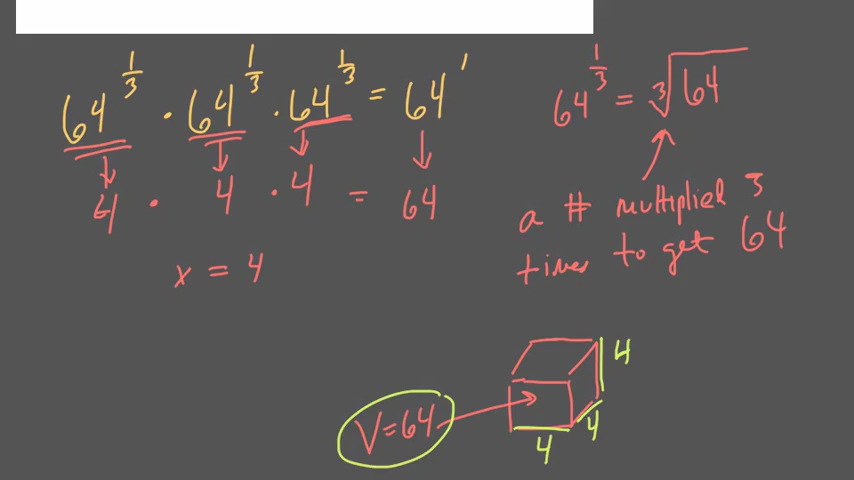 64^{1/3} · 64^{1/3} · 64^{1/3} = 64^1
4 · 4 · 4 = 64
x = 4
64^{1/3} = ∛64
a # multiplied 3
times to get 64
V=64
4
4
4